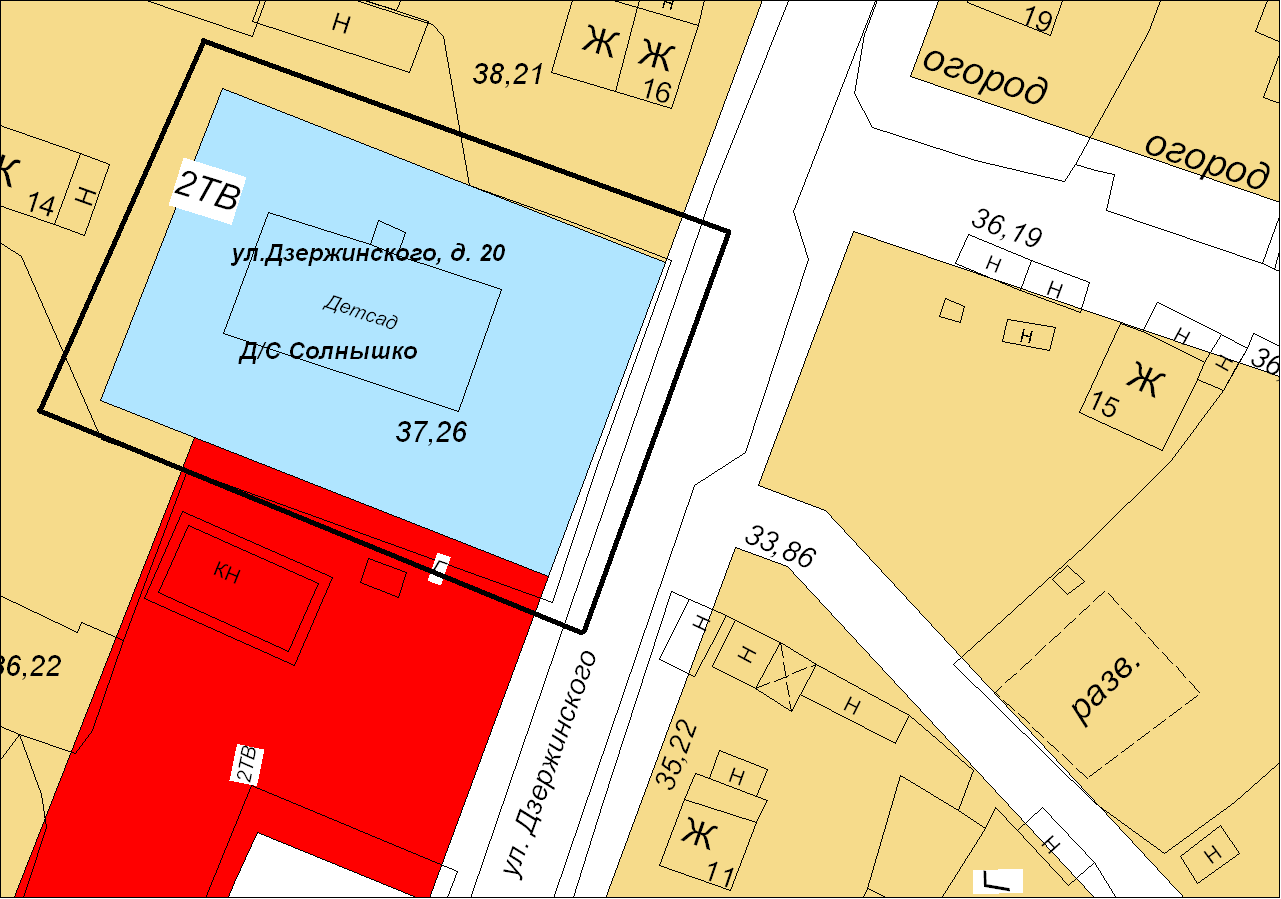 Н
Н
19
Ж
Ж
38,21
16
огород
огород
Ж
14
Н
2ТВ
36,19
Н
Н
ул.Дзержинского, д. 20
Детсад
Д/С Солнышко
37,26
Н
Н
Н
36
Ж
15
33,86
КН
Г
Н
Н
Н
разв.
36,22
2ТВ
ул. Дзержинского
35,22
Н
Ж
11
Н
Н
Г